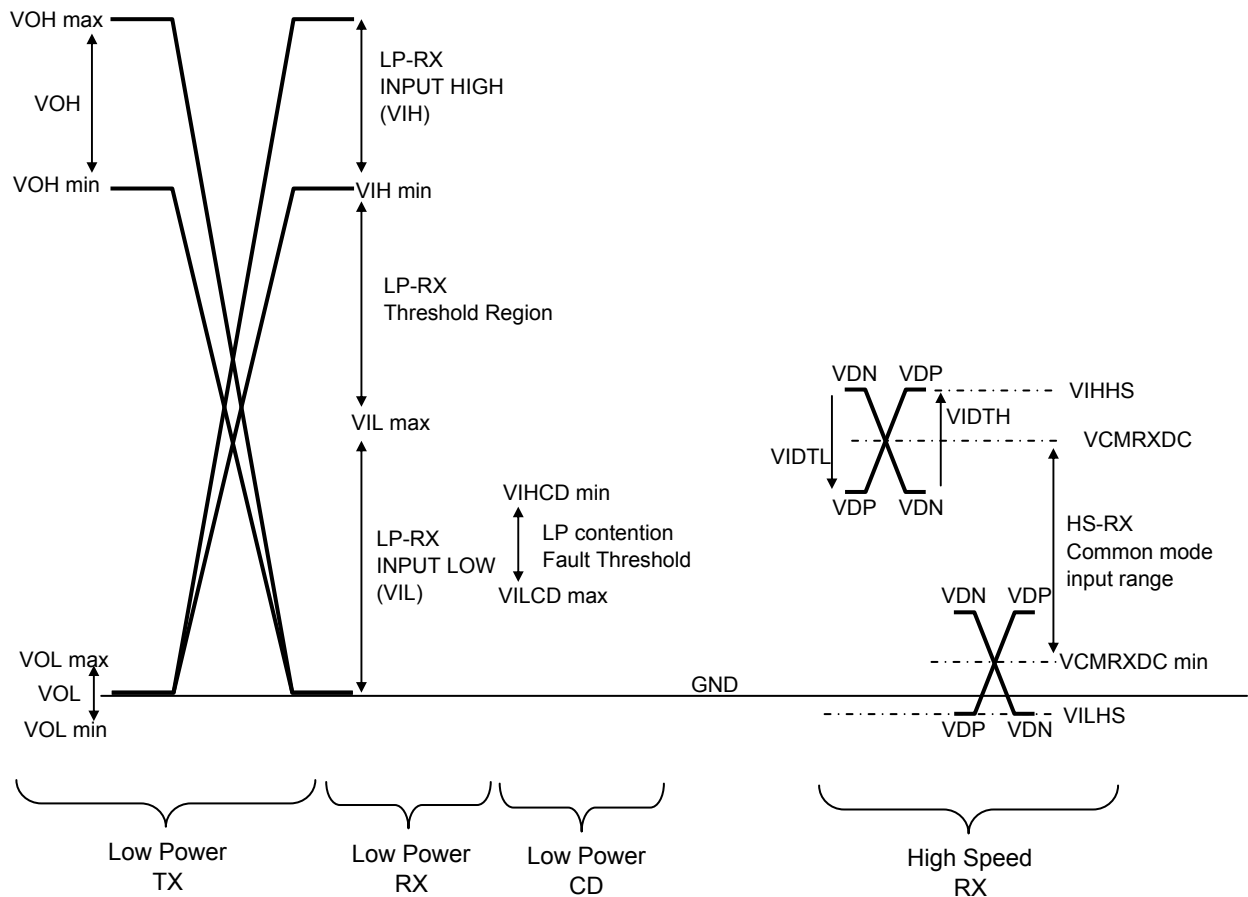 VOH max
VOH
VOH min
LP-RX
INPUT HIGH
(VIH)
VIH min
LP-RX
Threshold Region
VIL max
LP-RX
INPUT LOW
(VIL)
VIHCD min
LP contention
Fault Threshold
VILCD max
VOL max
VOL
VOL min
GND
VDN
VDP
VIHHS
VIDTH
VCMRXDC
VIDTL
VDP
VDN
HS-RX
Common mode
input range
VDN
VDP
VCMRXDC min
VILHS
VDP
VDN
Low Power
TX
Low Power
RX
Low Power
CD
High Speed
RX